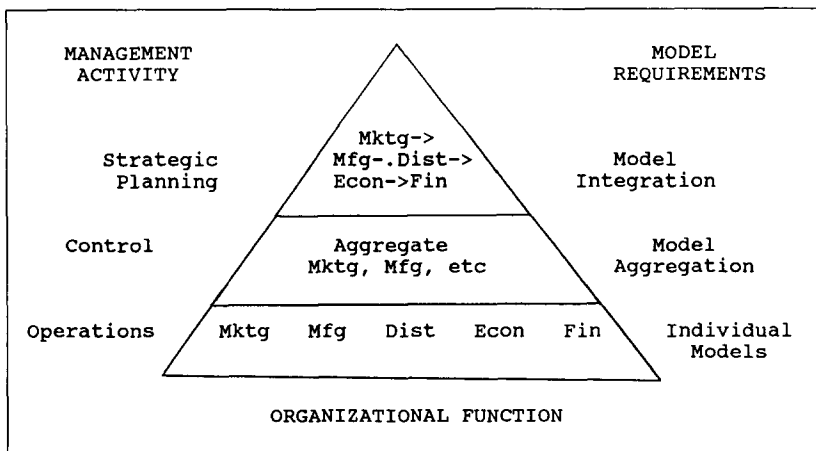 MANAGEMENT
ACTIVITY
MODEL
REQUIREMENTS
Strategic
Planning
Mktg->
Mfg-.Dist->
Econ->Fin
Model
Integration
Control
Aggregate
Mktg, Mfg, etc
Model
Aggregation
Operations
Mktg Mfg Dist Econ Fin
Individual
Models
ORGANIZATIONAL FUNCTION